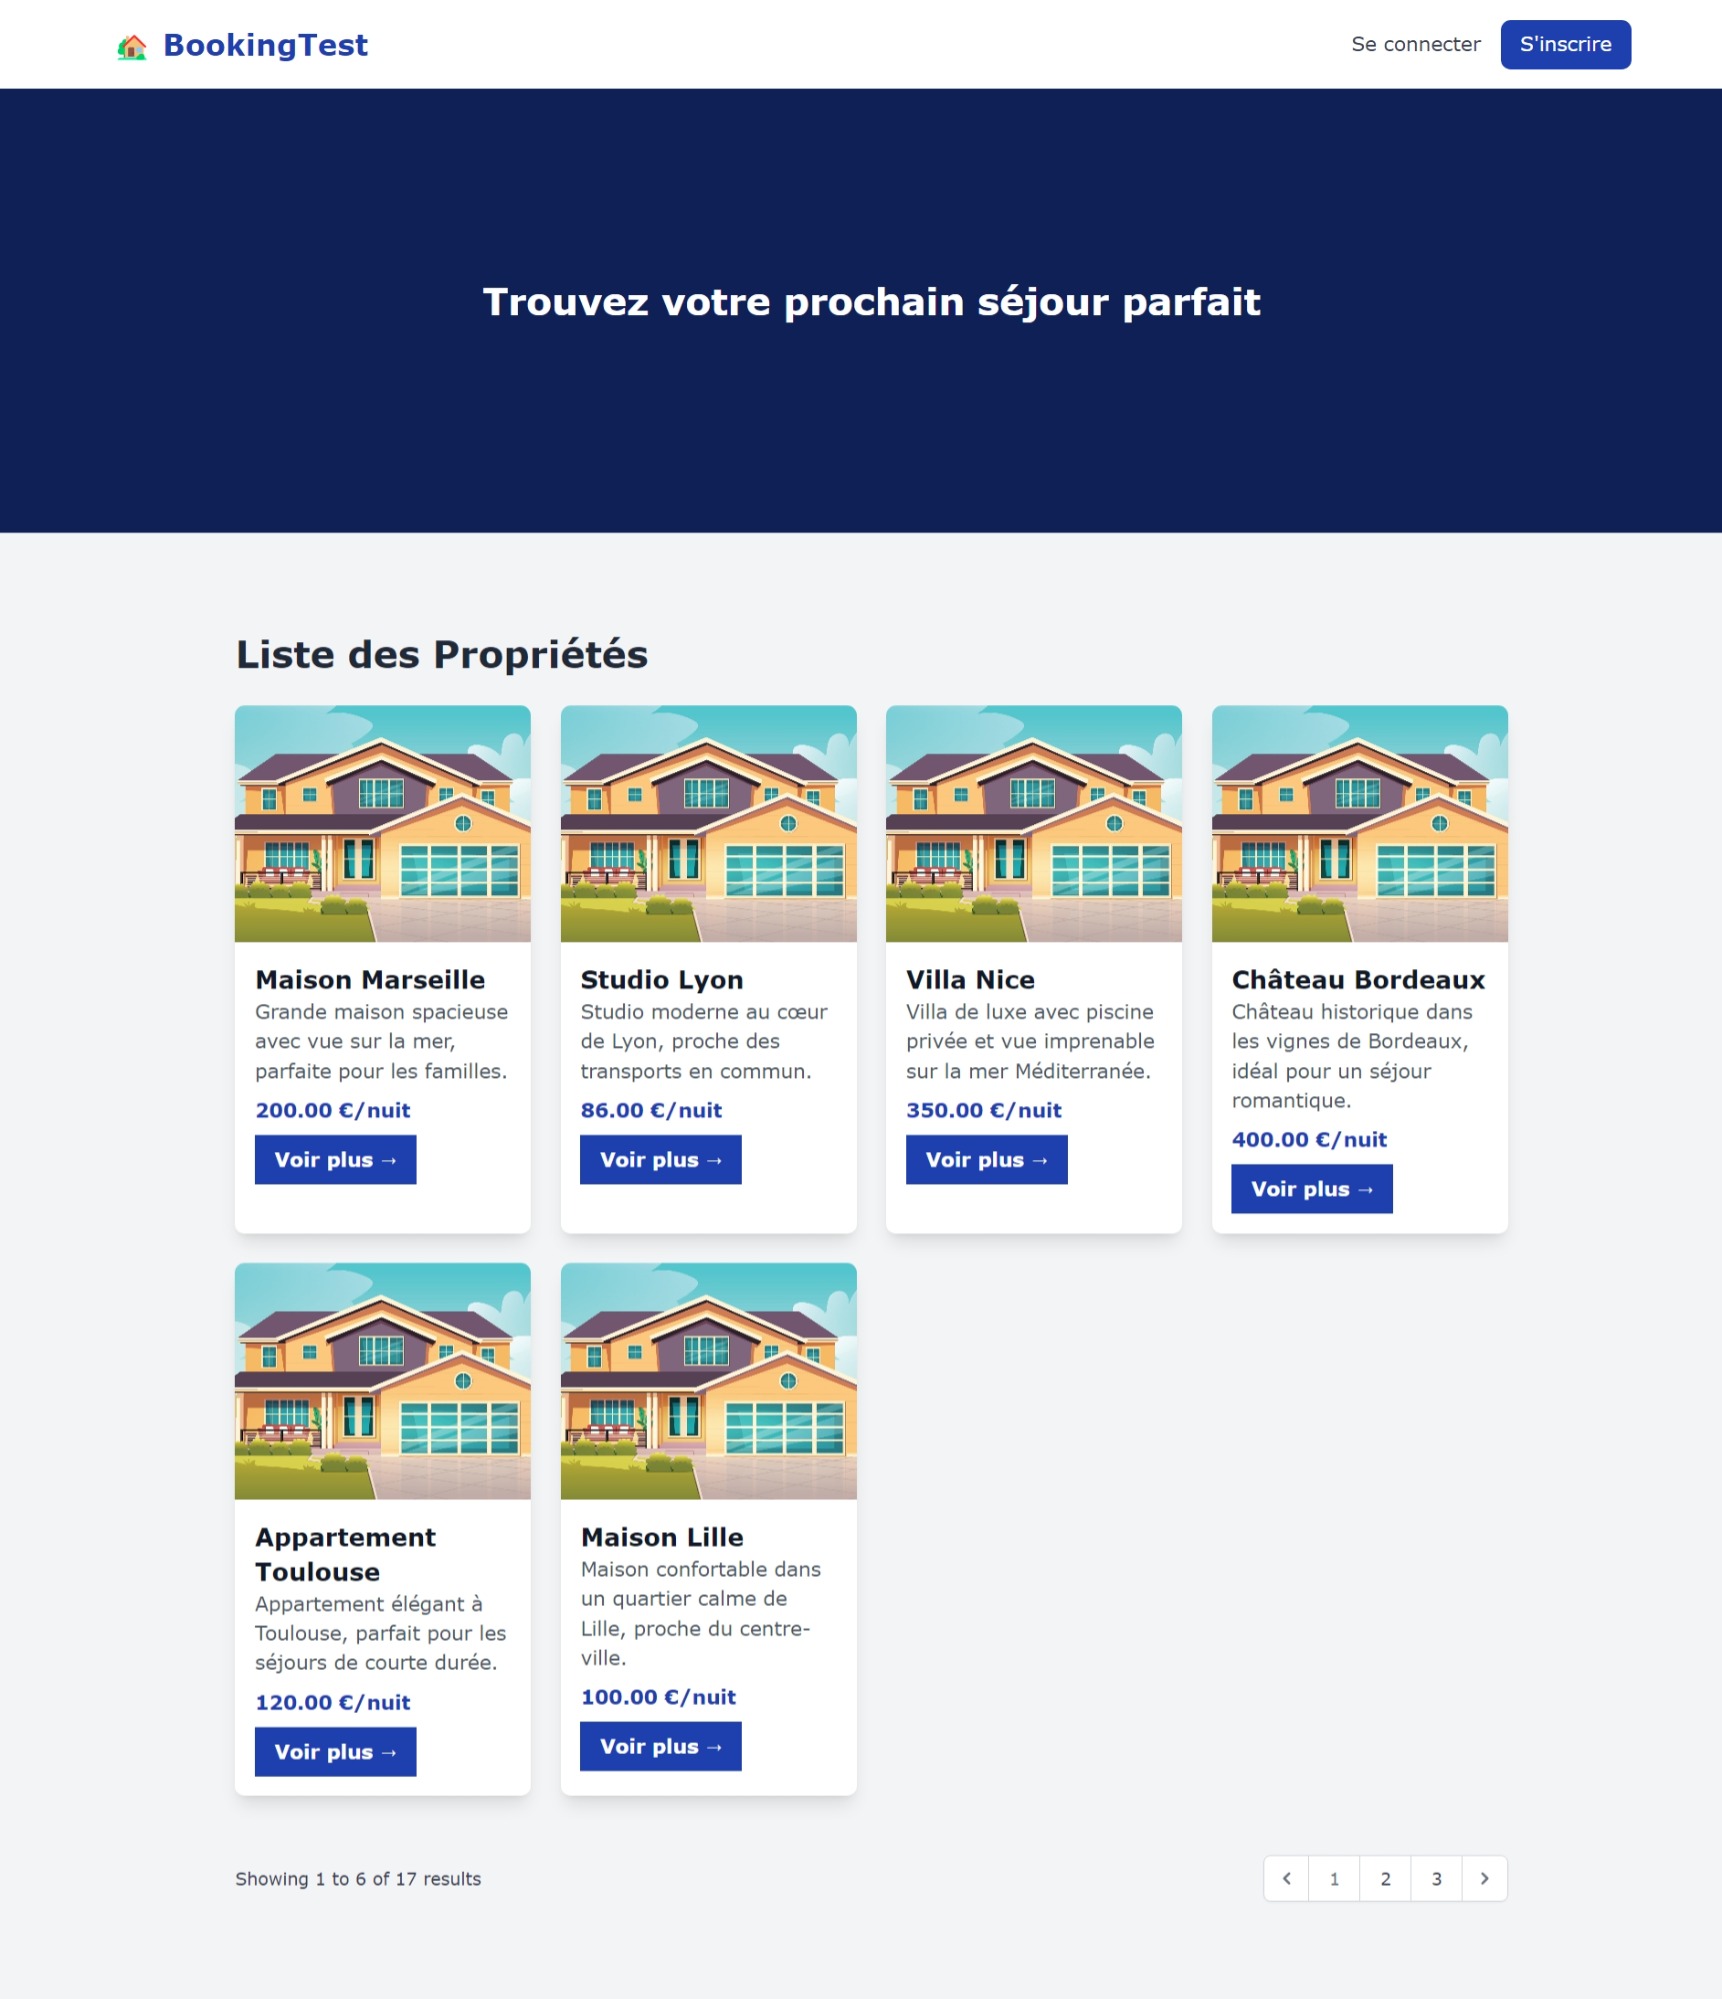 BookingTest
Se connecter
S'inscrire
Trouvez votre prochain séjour parfait
Liste des Propriétés
Maison Marseille
Grande maison spacieuse
avec vue sur la mer,
parfaite pour les familles.
200.00 €/nuit
Voir plus →
Studio Lyon
Studio moderne au cœur
de Lyon, proche des
transports en commun.
86.00 €/nuit
Voir plus →
Villa Nice
Villa de luxe avec piscine
privée et vue imprenable
sur la mer Méditerranée.
350.00 €/nuit
Voir plus →
Château Bordeaux
Château historique dans
les vignes de Bordeaux,
idéal pour un séjour
romantique.
400.00 €/nuit
Voir plus →
Appartement
Toulouse
Appartement élégant à
Toulouse, parfait pour les
séjours de courte durée.
120.00 €/nuit
Voir plus →
Maison Lille
Maison confortable dans
un quartier calme de
Lille, proche du centre-
ville.
100.00 €/nuit
Voir plus →
Showing 1 to 6 of 17 results
1 2 3